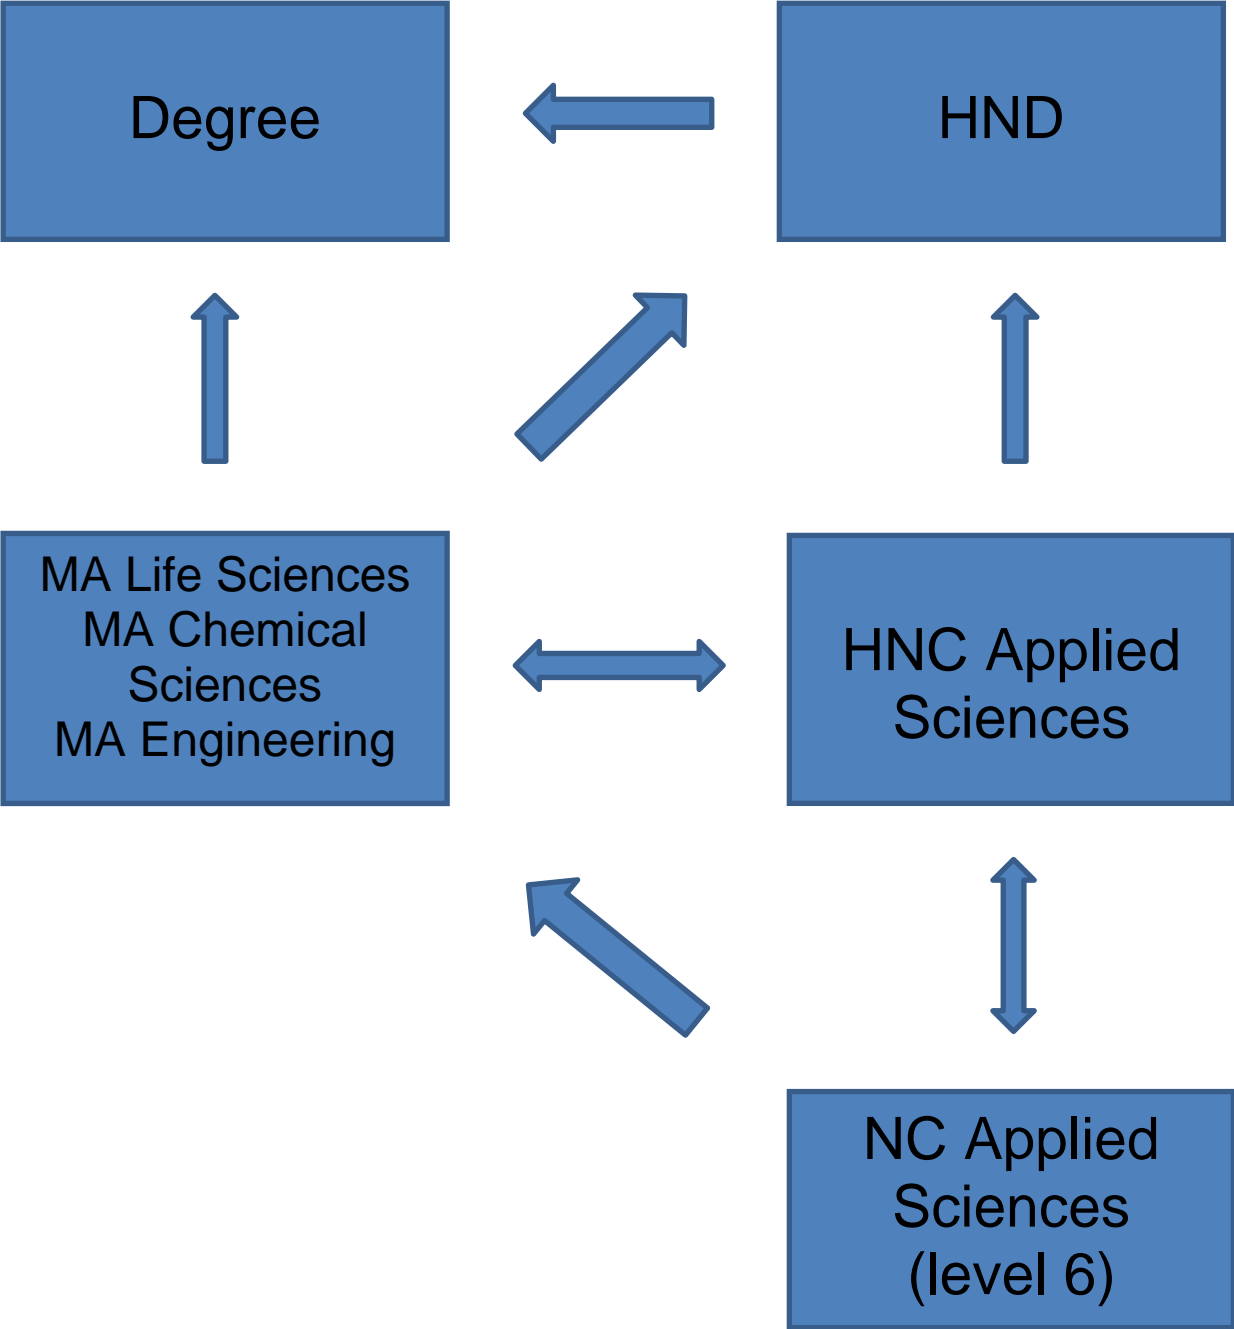 Degree
HND
MA Life Sciences
MA Chemical
Sciences
MA Engineering
HNC Applied
Sciences
NC Applied
Sciences
(level 6)